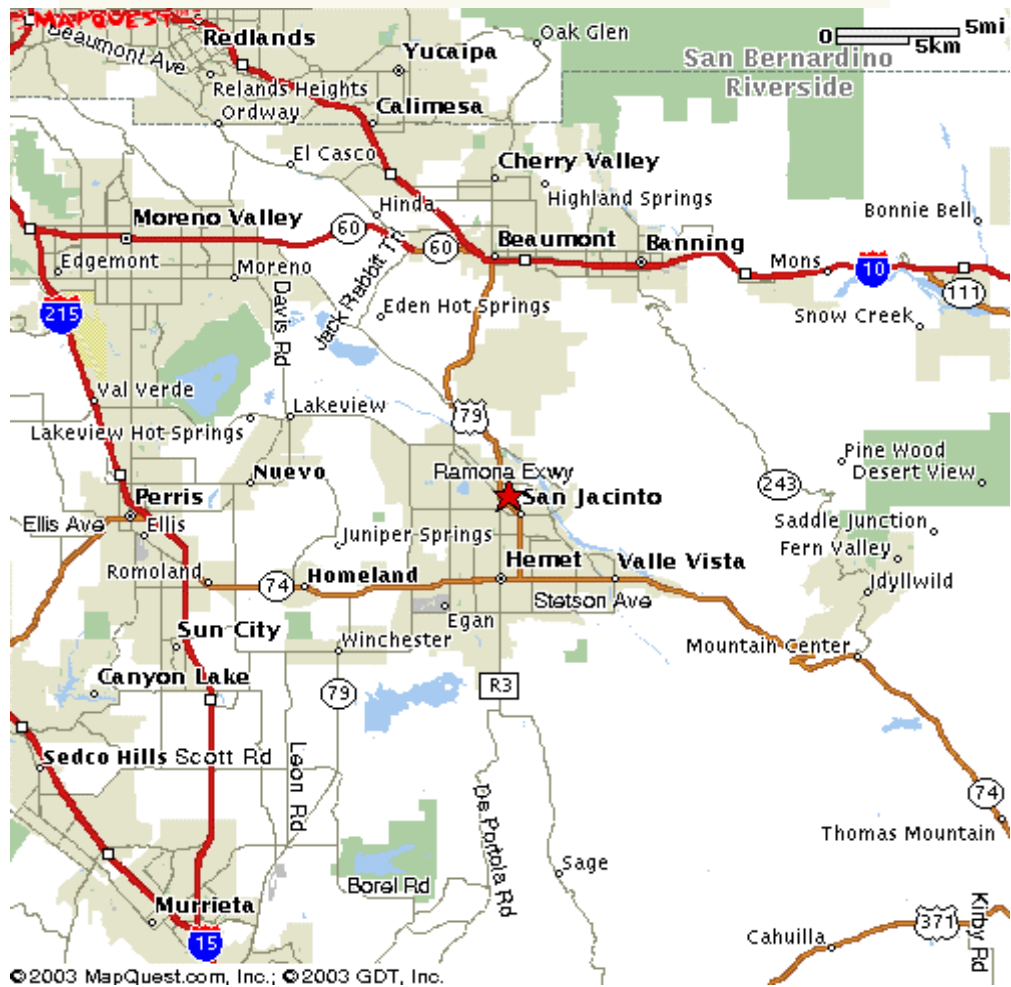 MAPQUEST
Redlands
Beaumont Ave
Yucaipa
Oak Glen
0 5mi
5km
San Bernardino
Riverside
Relands Heights
Ordway
Calimesa
El Casco
Cherry Valley
Highland Springs
Hinda
Moreno Valley
60
60
Beaumont
Banning
Bonnie Bell
Edgemont
Moreno
Mons
10
111
215
Davis Rd
Jack Rabbit Trl
Eden Hot Springs
Snow Creek
Val Verde
Lakeview
79
Lakeview Hot Springs
Pine Wood
Desert View
Nuevo
Ramona Exwy
243
Perris
San Jacinto
Ellis Ave
Ellis
Juniper Springs
Saddle Junction
Fern Valley
Romoland
74
Homeland
Hemet
Valle Vista
Idyllwild
Stetson Ave
Egan
Sun City
Winchester
Mountain Center
Canyon Lake
79
R3
Sedco Hills
Scott Rd
Leon Rd
De Portola Rd
74
Thomas Mountain
Sage
Borel Rd
Murrieta
15
371
Kirby Rd
Cahuilla
©2003 MapQuest.com, Inc.; ©2003 GDT, Inc.